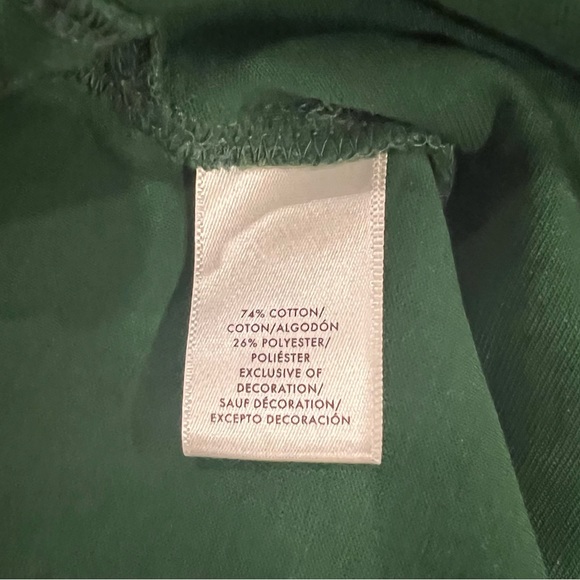 74% COTTON/
COTON/ALGODÓN
26% POLYESTER/
POLIÉSTER
EXCLUSIVE OF
DECORATION/
SAUF DÉCORATION/
EXCEPTO DECORACIÓN